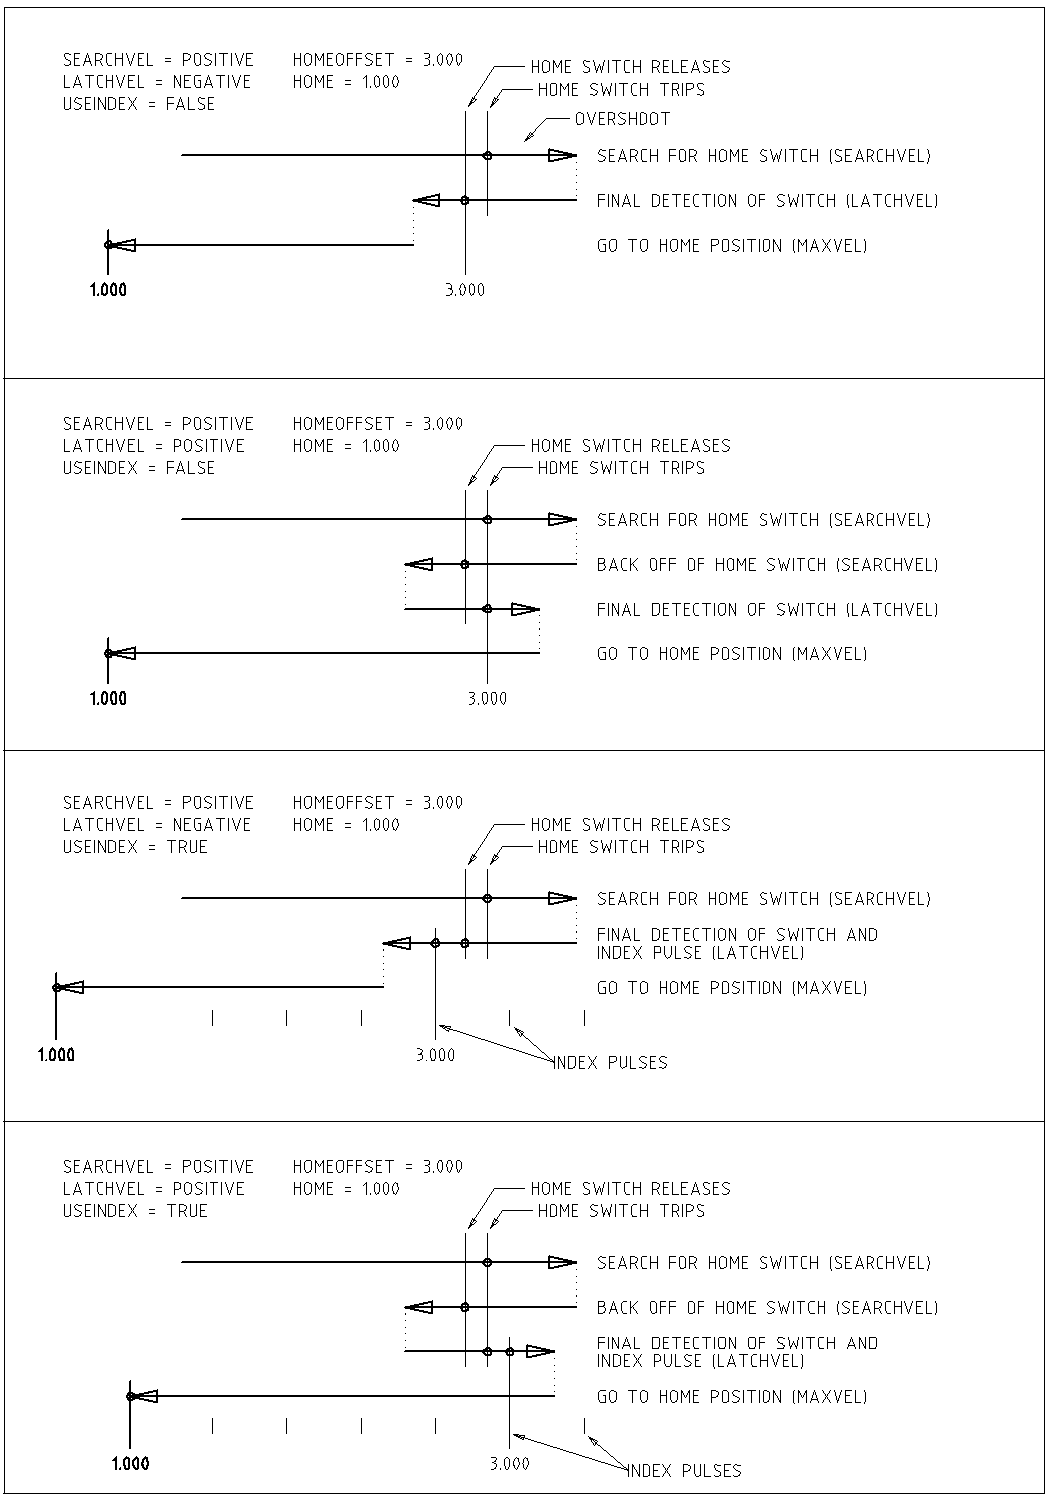 SEARCHVEL = POSITIVE HOMEOFFSET = 3.000
LATCHVEL = NEGATIVE HOME = 1.000
USEINDEX = FALSE
HOME SWITCH RELEASES
HOME SWITCH TRIPS
OVERSHOOT
SEARCH FOR HOME SWITCH (SEARCHVEL)
FINAL DETECTION OF SWITCH (LATCHVEL)
GO TO HOME POSITION (MAXVEL)
1.000 3.000
SEARCHVEL = POSITIVE HOMEOFFSET = 3.000
LATCHVEL = POSITIVE HOME = 1.000
USEINDEX = FALSE
HOME SWITCH RELEASES
HOME SWITCH TRIPS
SEARCH FOR HOME SWITCH (SEARCHVEL)
BACK OFF OF HOME SWITCH (SEARCHVEL)
FINAL DETECTION OF SWITCH (LATCHVEL)
GO TO HOME POSITION (MAXVEL)
1.000 3.000
SEARCHVEL = POSITIVE HOMEOFFSET = 3.000
LATCHVEL = NEGATIVE HOME = 1.000
USEINDEX = TRUE
HOME SWITCH RELEASES
HOME SWITCH TRIPS
SEARCH FOR HOME SWITCH (SEARCHVEL)
FINAL DETECTION OF SWITCH AND
INDEX PULSE (LATCHVEL)
GO TO HOME POSITION (MAXVEL)
1.000 3.000
INDEX PULSES
SEARCHVEL = POSITIVE HOMEOFFSET = 3.000
LATCHVEL = POSITIVE HOME = 1.000
USEINDEX = TRUE
HOME SWITCH RELEASES
HOME SWITCH TRIPS
SEARCH FOR HOME SWITCH (SEARCHVEL)
BACK OFF OF HOME SWITCH (SEARCHVEL)
FINAL DETECTION OF SWITCH AND
INDEX PULSE (LATCHVEL)
GO TO HOME POSITION (MAXVEL)
1.000 3.000
INDEX PULSES